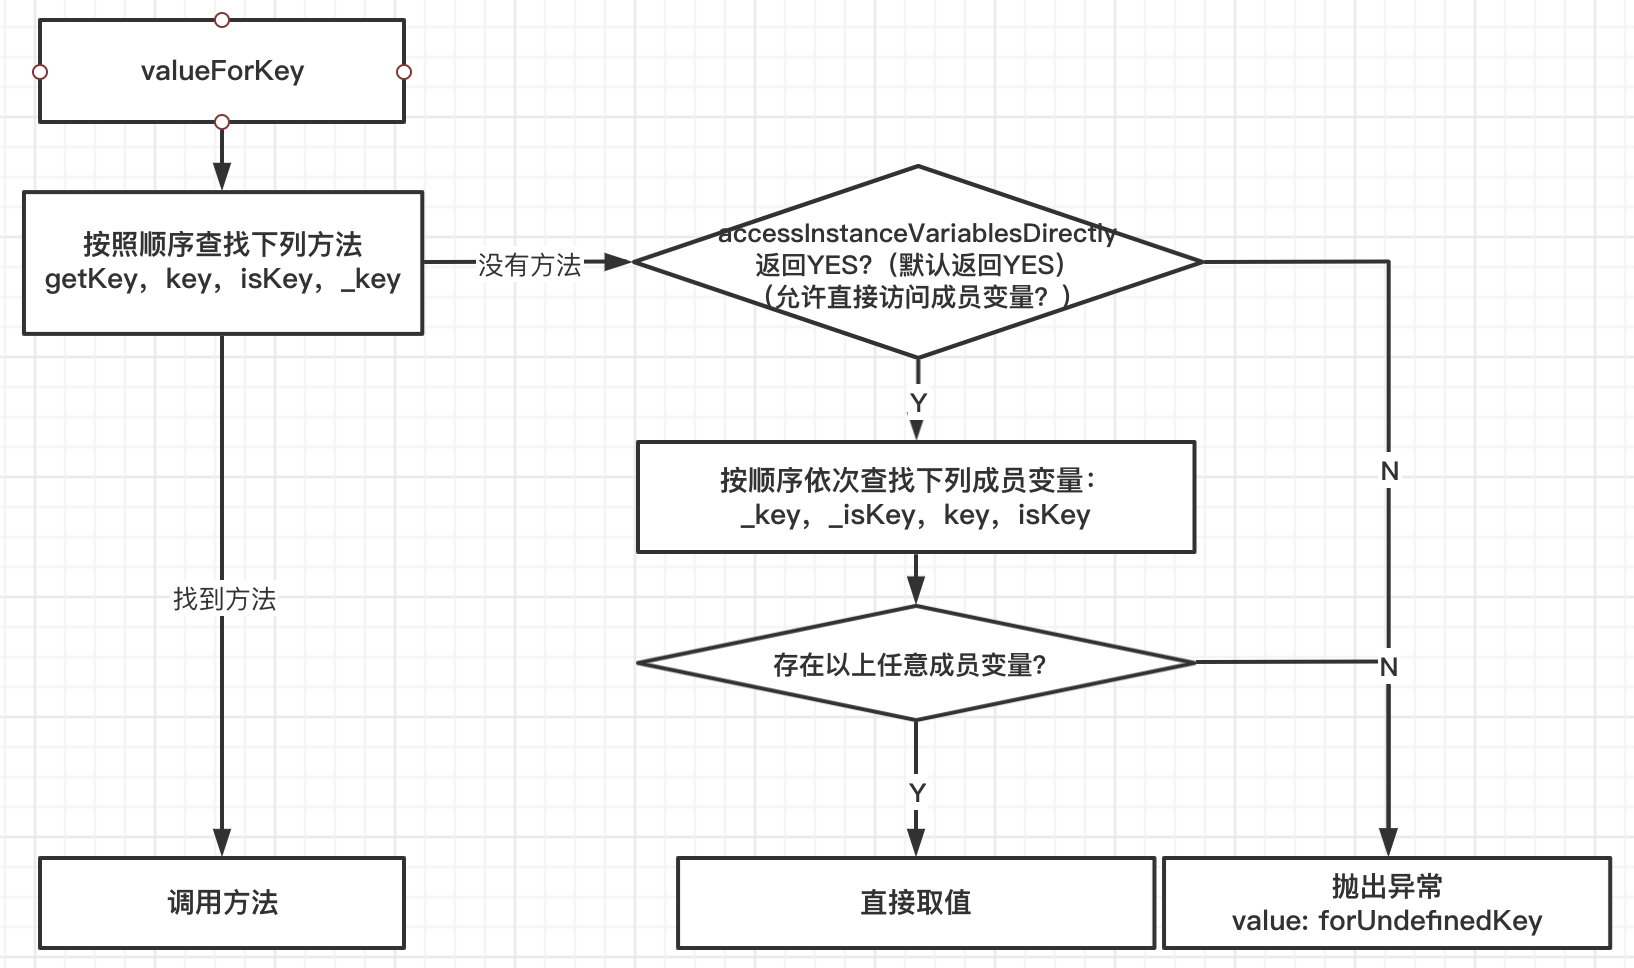 valueForKey
按照顺序查找下列方法
getKey，key，isKey，_key
没有方法
accessInstanceVariablesDirectly
返回YES?（默认返回YES）
（允许直接访问成员变量？）
Y
N
按顺序依次查找下列成员变量：
_key，_isKey，key，isKey
找到方法
存在以上任意成员变量?
N
Y
调用方法
直接取值
抛出异常
value: forUndefinedKey